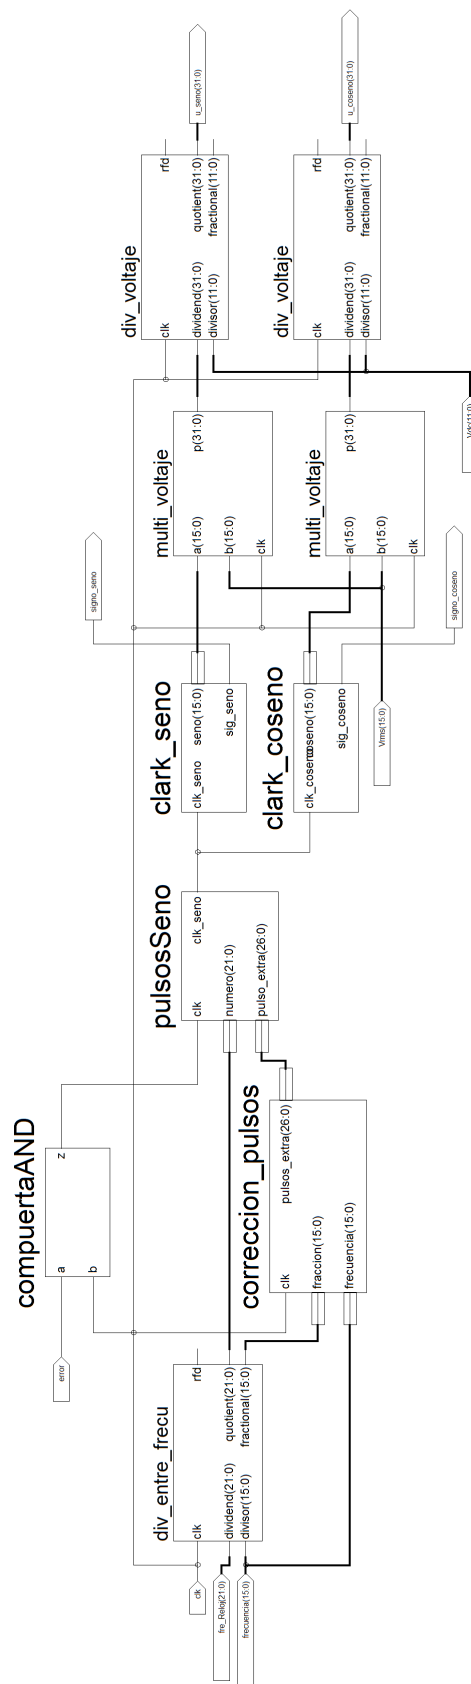 div_entre_frecu
clk
dividend(21:0)
divisor(15:0)
rfd
quotient(21:0)
fractional(15:0)
clk
fre_Reloj(21:0)
frecuencia(15:0)
error
compuertaAND
a
b
z
correccion_pulsos
clk
fraccion(15:0)
frecuencia(15:0)
pulsos_extra(26:0)
pulsosSeno
clk
numero(21:0)
pulso_extra(26:0)
clk_seno
clark_seno
clk_seno
seno(15:0)
sig_seno
clark_coseno
clk_coseno
coseno(15:0)
sig_coseno
signo_seno
signo_coseno
Vrms(15:0)
multi_voltaje
a(15:0)
b(15:0)
clk
p(31:0)
multi_voltaje
a(15:0)
b(15:0)
clk
p(31:0)
div_voltaje
clk
dividend(31:0)
divisor(11:0)
rfd
quotient(31:0)
fractional(11:0)
div_voltaje
clk
dividend(31:0)
divisor(11:0)
rfd
quotient(31:0)
fractional(11:0)
u_seno(31:0)
u_coseno(31:0)